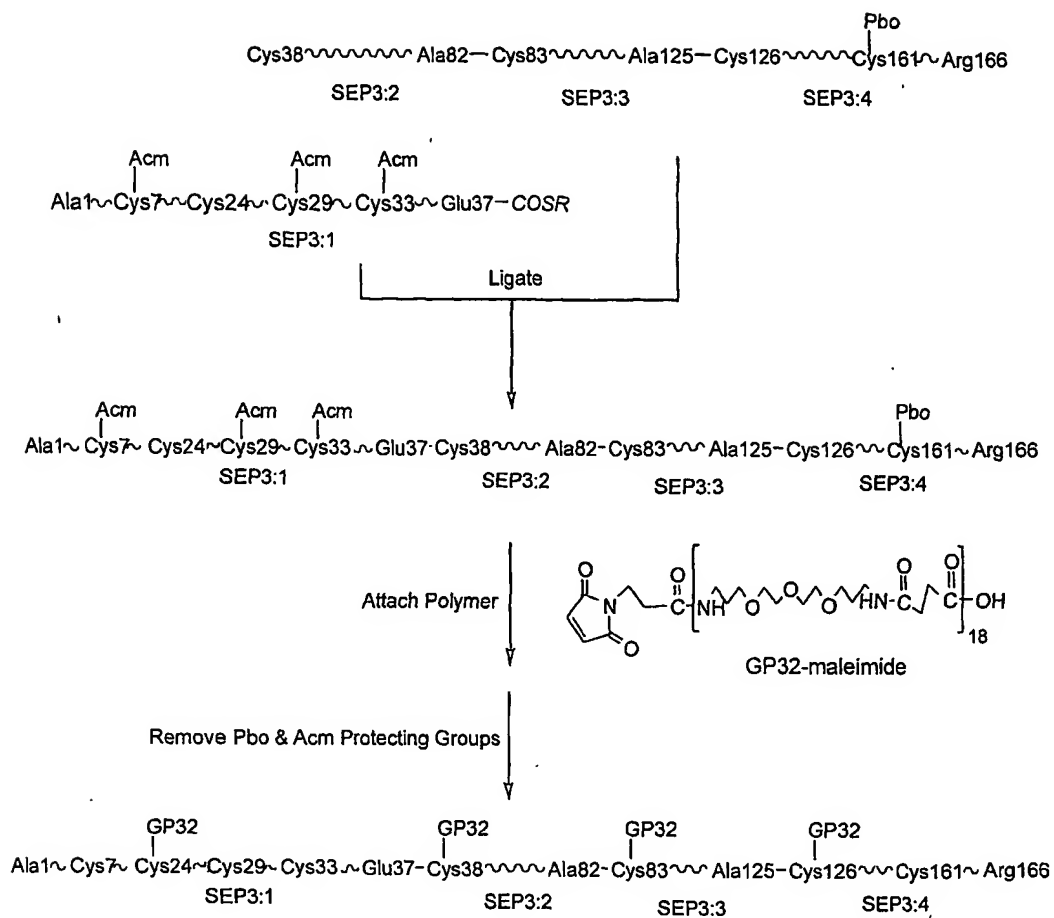 Pbo
Cys38 Ala82 Cys83 Ala125 Cys126 Cys161 Arg166
SEP3:2 SEP3:3 SEP3:4
Acm Acm Acm
Ala1 Cys7 Cys24 Cys29 Cys33 Glu37 COSR
SEP3:1
Ligate
Acm Acm Acm Pbo
Ala1 Cys7 Cys24 Cys29 Cys33 Glu37 Cys38 Ala82 Cys83 Ala125 Cys126 Cys161 Arg166
SEP3:1 SEP3:2 SEP3:3 SEP3:4
Attach Polymer
O O O O
N C NH O O O HN C C OH
O 18
GP32-maleimide
Remove Pbo & Acm Protecting Groups
GP32 GP32 GP32 GP32
Ala1 Cys7 Cys24 Cys29 Cys33 Glu37 Cys38 Ala82 Cys83 Ala125 Cys126 Cys161 Arg166
SEP3:1 SEP3:2 SEP3:3 SEP3:4